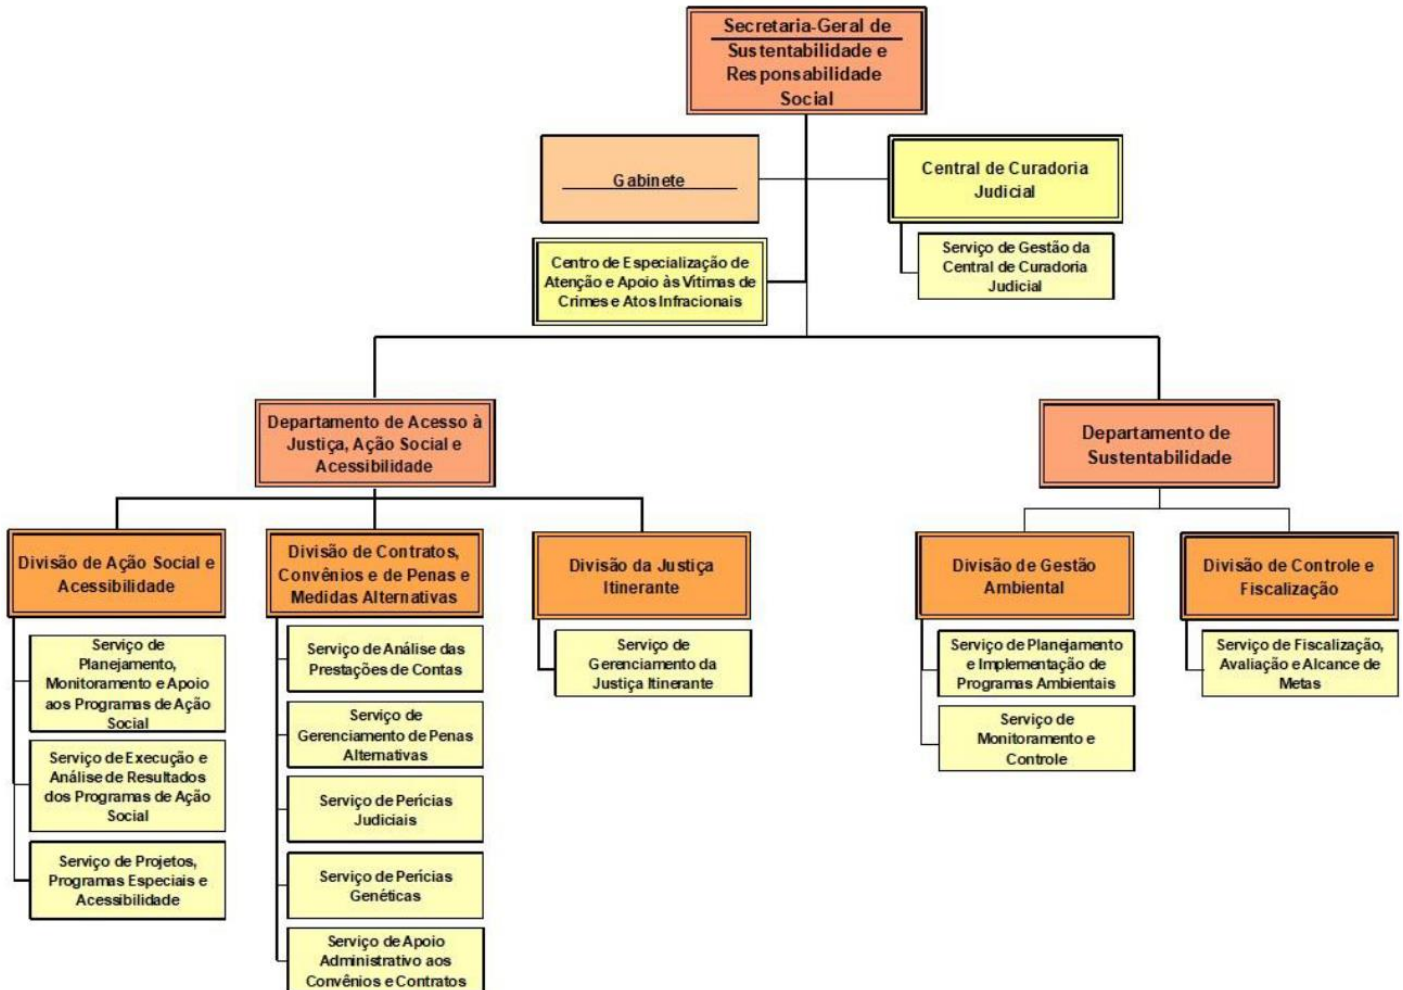 Secretaria-Geral de
Sustentabilidade e
Responsabilidade
Social
Gabinete
Central de Curadoria
Judicial
Centro de Especialização de
Atenção e Apoio às Vítimas de
Crimes e Atos Infracionais
Serviço de Gestão da
Central de Curadoria
Judicial
Departamento de Acesso à
Justiça, Ação Social e
Acessibilidade
Departamento de
Sustentabilidade
Divisão de Ação Social e
Acessibilidade
Divisão de Contratos,
Convênios e de Penas e
Medidas Alternativas
Divisão da Justiça
Itinerante
Divisão de Gestão
Ambiental
Divisão de Controle e
Fiscalização
Serviço de
Planejamento,
Monitoramento e Apoio
aos Programas de Ação
Social
Serviço de Execução e
Análise de Resultados
dos Programas de Ação
Social
Serviço de Projetos,
Programas Especiais e
Acessibilidade
Serviço de Análise das
Prestações de Contas
Serviço de
Gerenciamento de Penas
Alternativas
Serviço de Perícias
Judiciais
Serviço de Perícias
Genéticas
Serviço de Apoio
Administrativo aos
Convênios e Contratos
Serviço de
Gerenciamento da
Justiça Itinerante
Serviço de Planejamento
e Implementação de
Programas Ambientais
Serviço de
Monitoramento e
Controle
Serviço de Fiscalização,
Avaliação e Alcance de
Metas